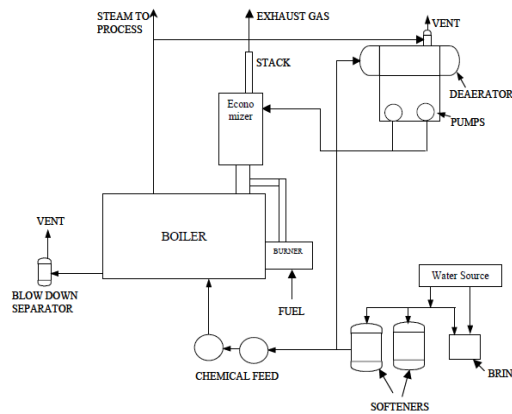 STEAM TO
PROCESS
EXHAUST GAS
VENT
STACK
DEAERATOR
Econo
mizer
PUMPS
VENT
BOILER
BURNER
Water Source
BLOW DOWN
SEPARATOR
FUEL
CHEMICAL FEED
BRIN
SOFTENERS